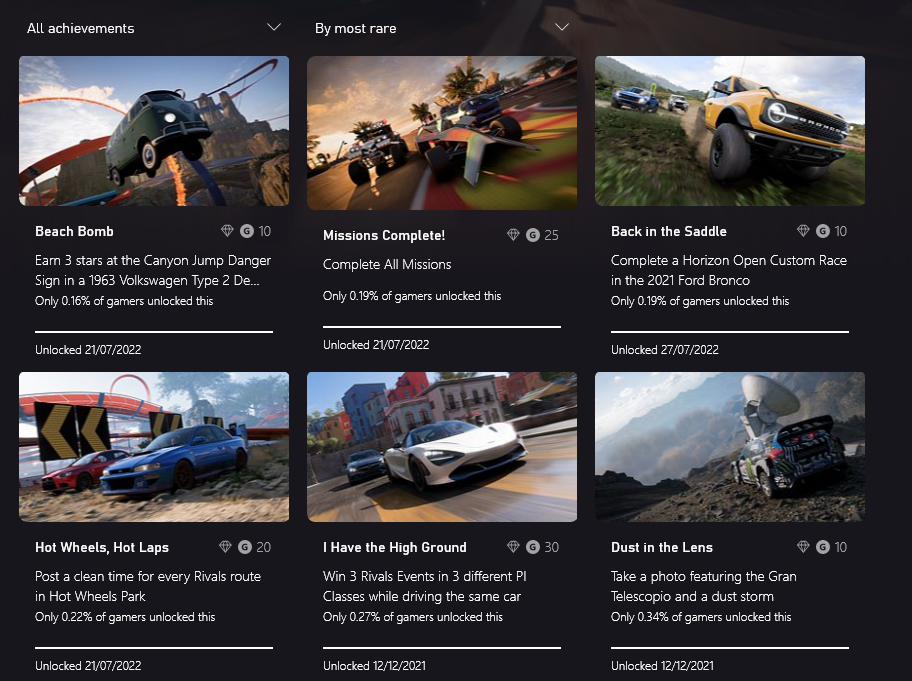 All achievements
By most rare
BRONCO
Beach Bomb
G 10
Earn 3 stars at the Canyon Jump Danger
Sign in a 1963 Volkswagen Type 2 De...
Only 0.16% of gamers unlocked this
Unlocked 21/07/2022
Missions Complete!
G 25
Complete All Missions
Only 0.19% of gamers unlocked this
Unlocked 21/07/2022
Back in the Saddle
G 10
Complete a Horizon Open Custom Race
in the 2021 Ford Bronco
Only 0.19% of gamers unlocked this
Unlocked 27/07/2022
Hot Wheels, Hot Laps
G 20
Post a clean time for every Rivals route
in Hot Wheels Park
Only 0.22% of gamers unlocked this
Unlocked 21/07/2022
I Have the High Ground
G 30
Win 3 Rivals Events in 3 different PI
Classes while driving the same car
Only 0.27% of gamers unlocked this
Unlocked 12/12/2021
Dust in the Lens
G 10
Take a photo featuring the Gran
Telescopio and a dust storm
Only 0.34% of gamers unlocked this
Unlocked 12/12/2021